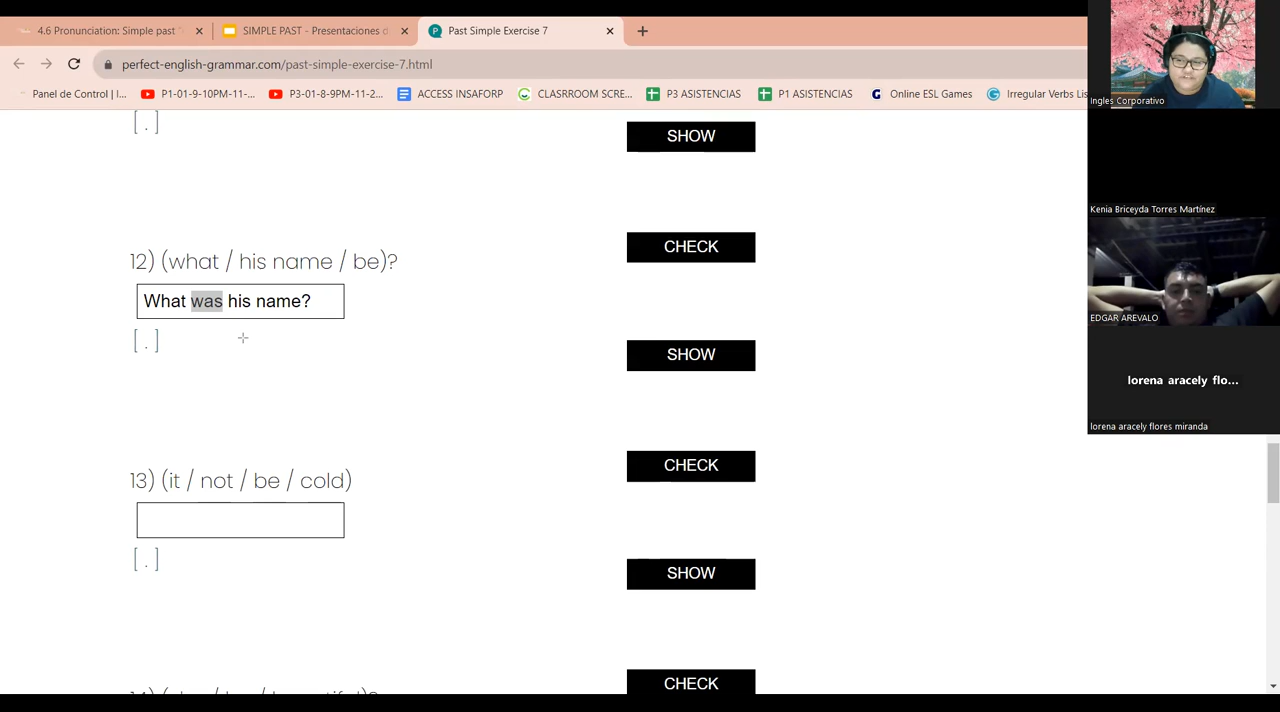 4.6 Pronunciation: Simple past
SIMPLE PAST - Presentaciones d
Past Simple Exercise 7
perfect-english-grammar.com/past-simple-exercise-7.html
Panel de Control | I...
P1-01-9-10PM-11-...
P3-01-8-9PM-11-2...
ACCESS INSAFORP
CLASRROOM SCRE...
P3 ASISTENCIAS
P1 ASISTENCIAS
Online ESL Games
Irregular Verbs Lis
Ingles Corporativo
[ . ]
SHOW
Kenia Briceyda Torres Martínez
12) (what / his name / be)?
CHECK
What was his name?
EDGAR AREVALO
[ . ]
SHOW
lorena aracely flo...
lorena aracely flores miranda
CHECK
13) (it / not / be / cold)
[ . ]
SHOW
CHECK